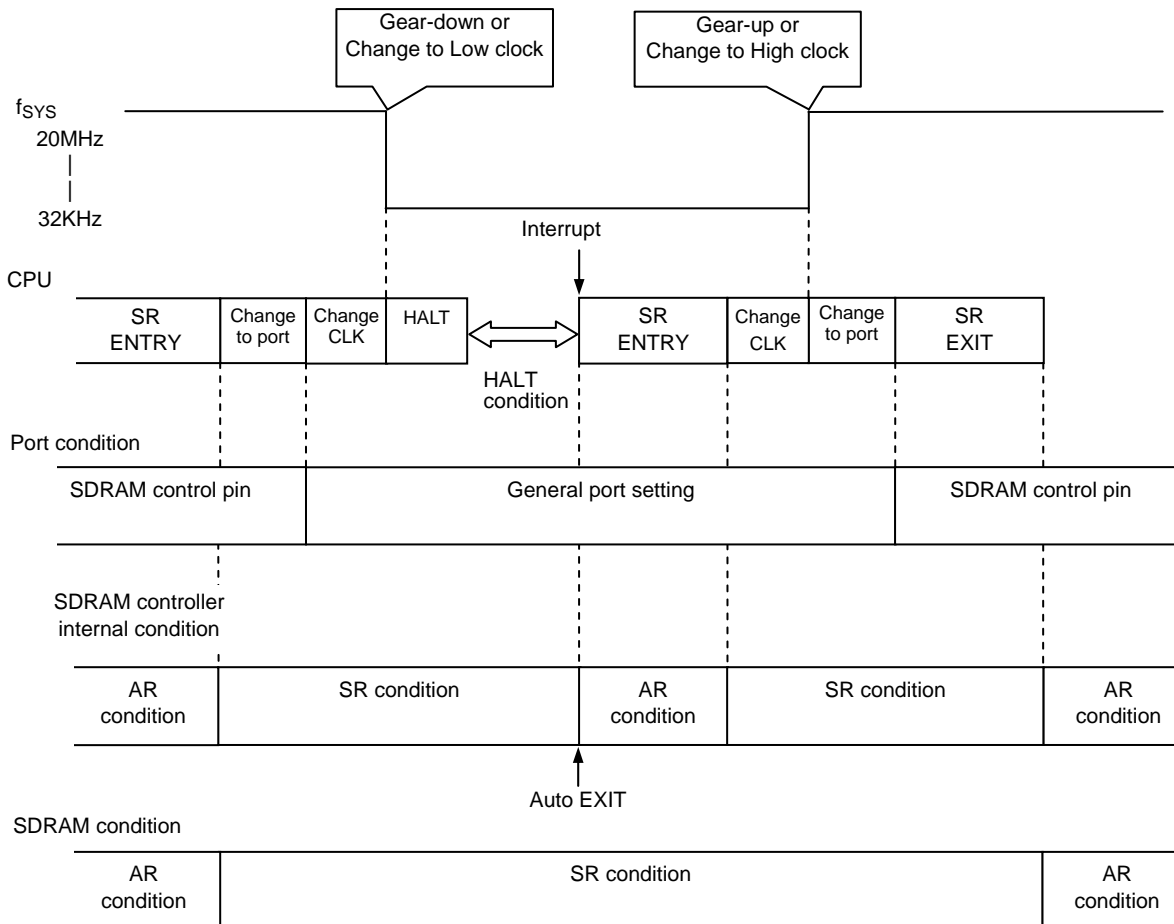 Gear-down or
Change to Low clock
Gear-up or
Change to High clock
fSYS
20MHz
32KHz
Interrupt
CPU
SR
ENTRY
Change
to port
Change
CLK
HALT
SR
ENTRY
Change
CLK
Change
to port
SR
EXIT
HALT
condition
Port condition
SDRAM control pin
General port setting
SDRAM control pin
SDRAM controller
internal condition
AR
condition
SR condition
AR
condition
SR condition
AR
condition
Auto EXIT
SDRAM condition
AR
condition
SR condition
AR
condition